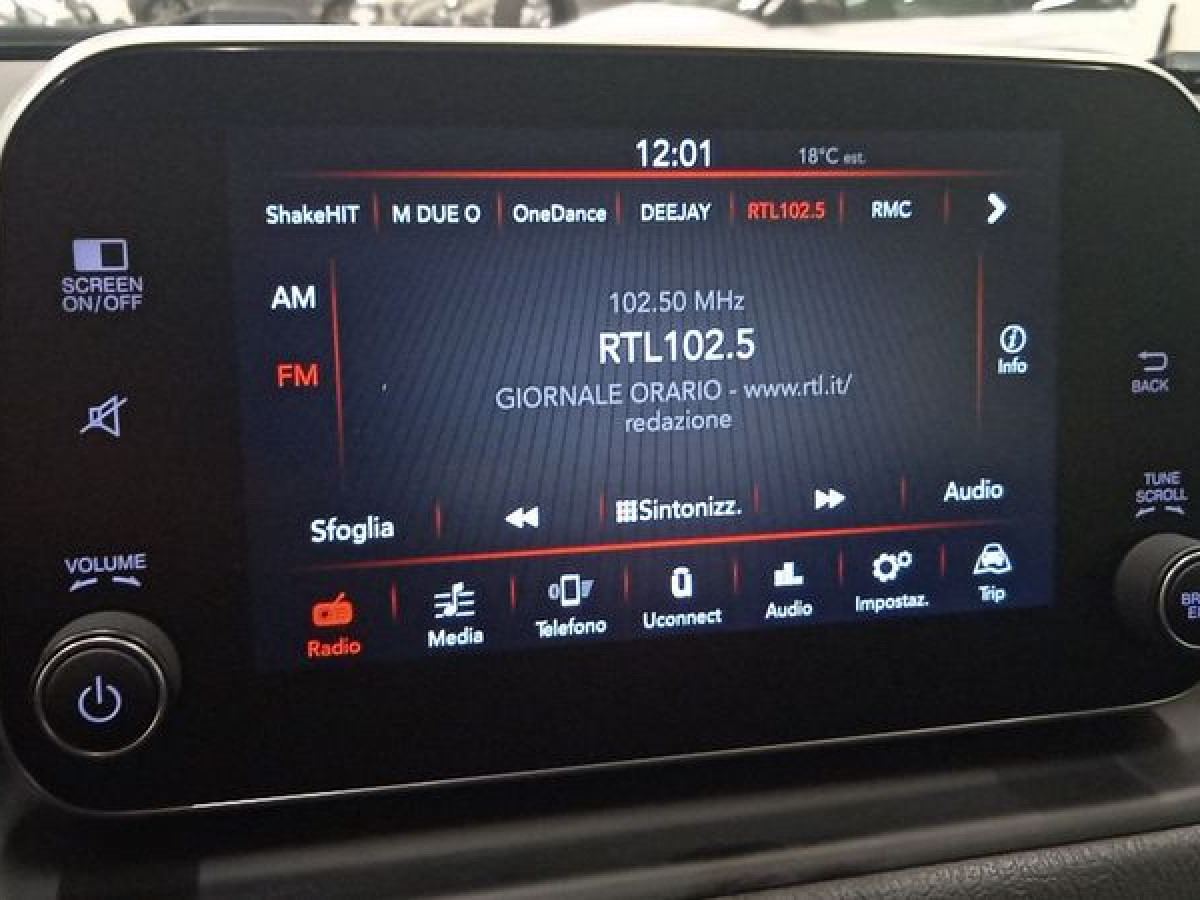 12:01 18°C est.
ShakeHIT M DUE O OneDance DEEJAY RTL102.5 RMC
SCREEN
ON/OFF
AM
FM
102.50 MHz
RTL102.5
GIORNALE ORARIO - www.rtl.it/
redazione
Info
BACK
TUNE
SCROLL
Sfoglia Sintonizz. Audio
VOLUME
Radio Media Telefono Uconnect Audio Impostaz. Trip